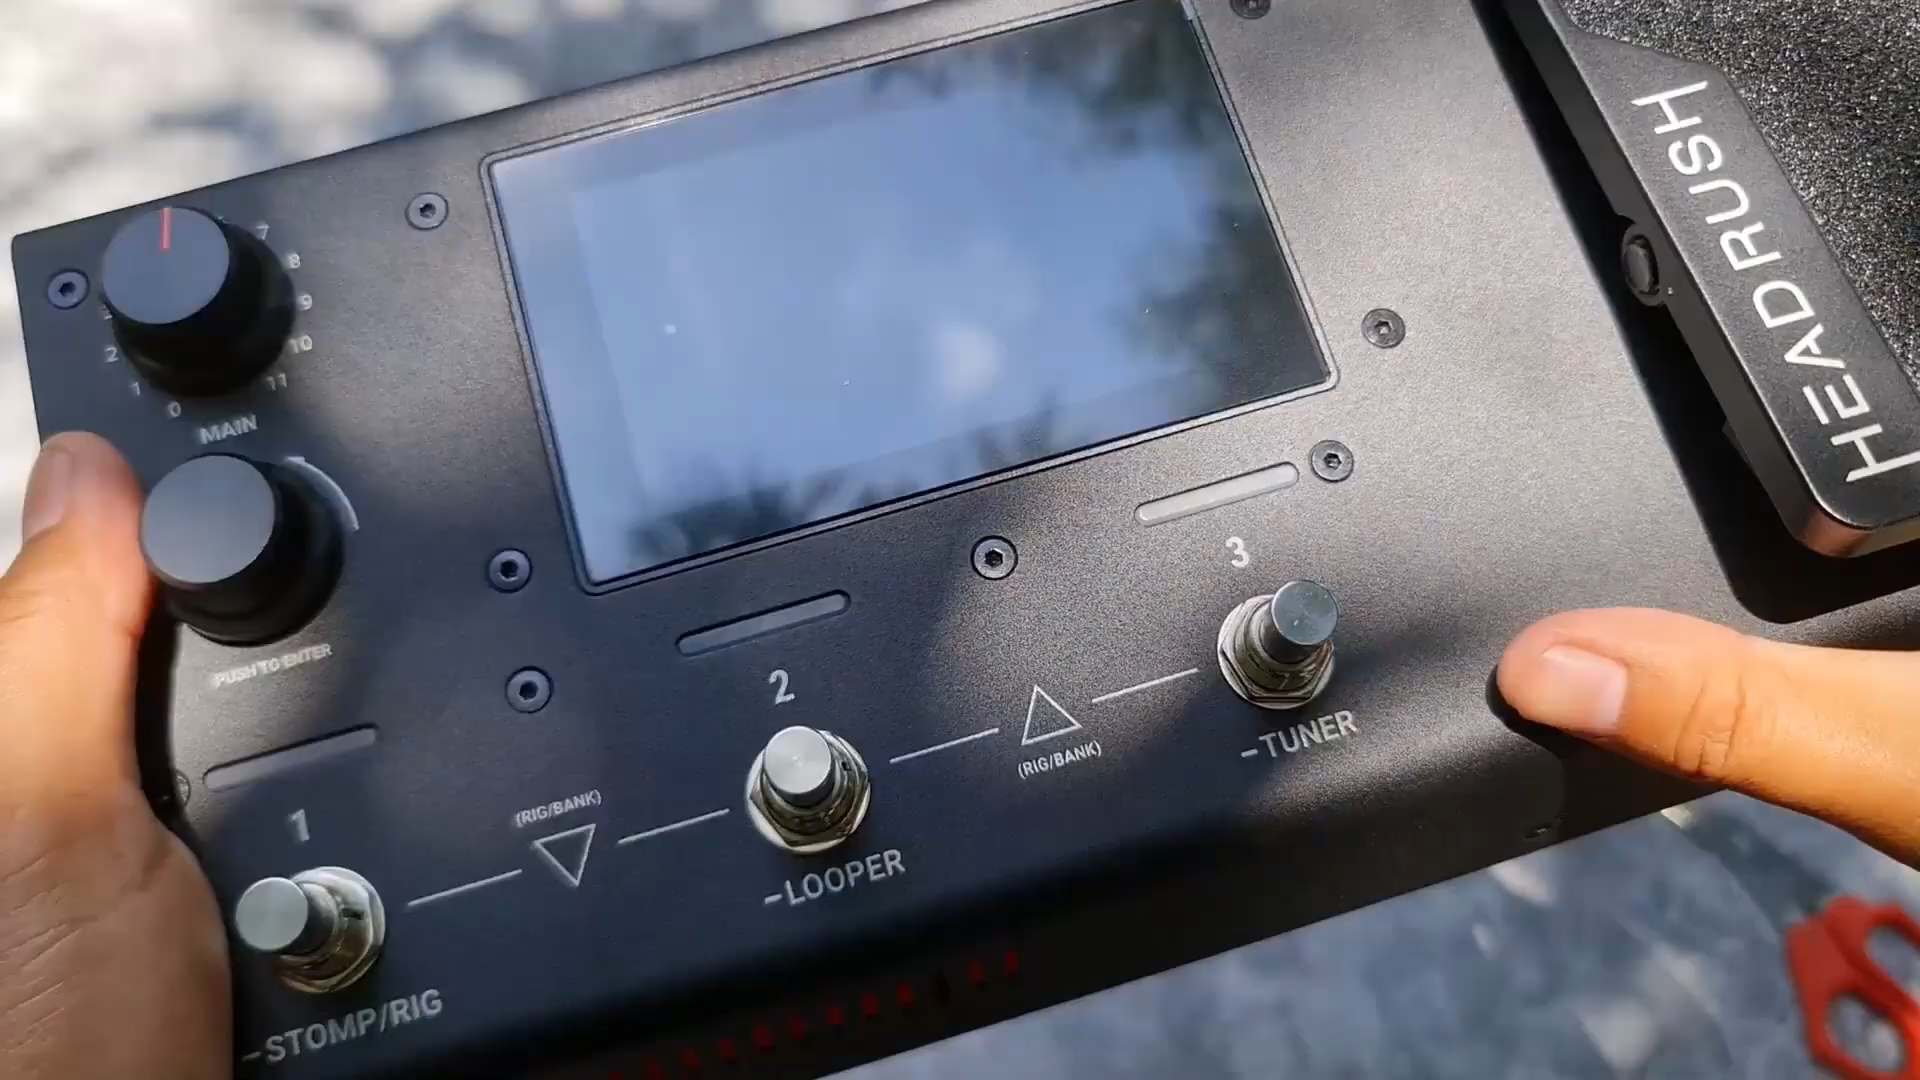 7
8
9
10
11
2
1
0
MAIN
PUSH TO ENTER
HEADRUSH
1
2
3
(RIG/BANK)
(RIG/BANK)
–STOMP/RIG
–LOOPER
–TUNER